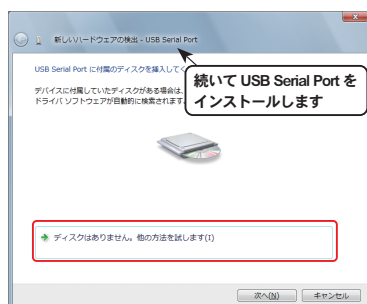 新しいハードウェアの検出 - USB Serial Port
USB Serial Port に付属のディスクを挿入してく
続いて USB Serial Port を
インストールします
デバイスに付属していたディスクがある場合は、
ドライバ ソフトウェアが自動的に検索されます
ディスクはありません。他の方法を試します(I)
次へ(N)
キャンセル